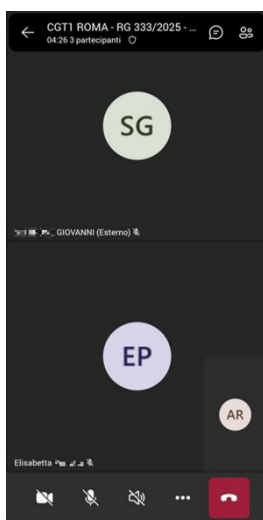 CGT1 ROMA - RG 333/2025 - ...
04:26 3 partecipanti
SG
GIOVANNI (Esterno)
EP
AR
Elisabetta